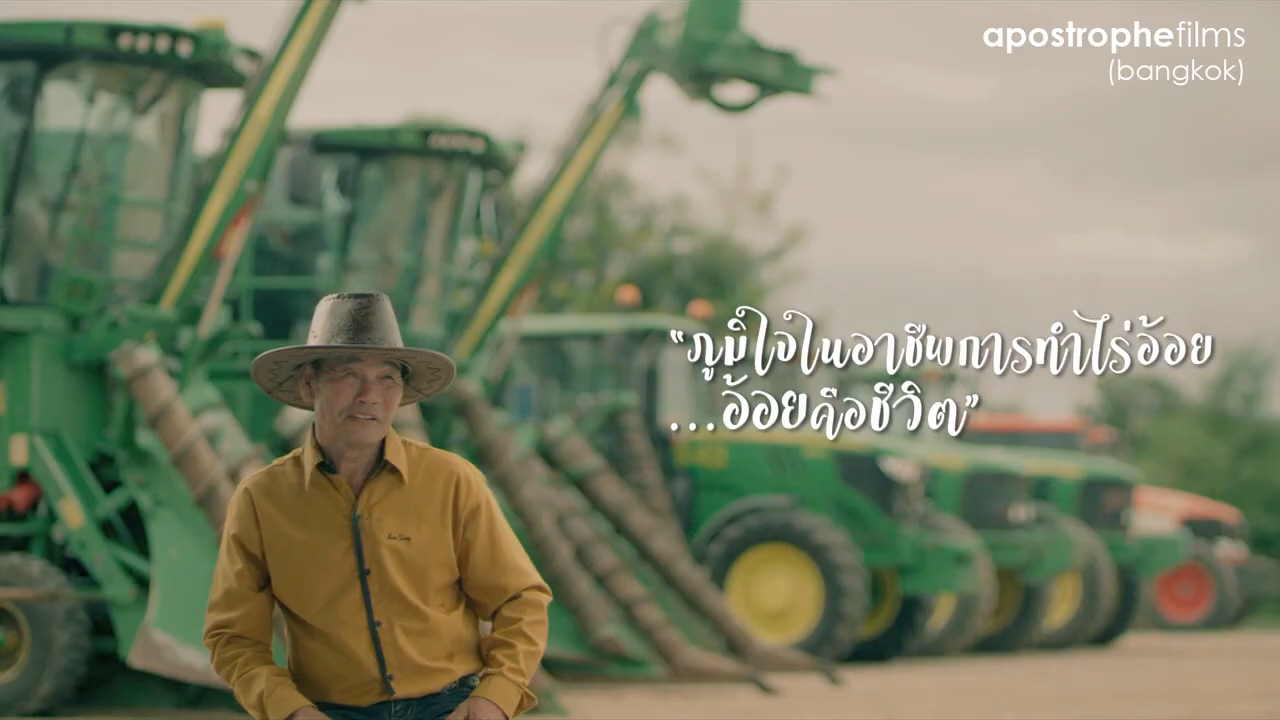 apostrophefilms
(bangkok)
“ภูมิใจในอาชีพการทำไร่อ้อย
...อ้อยคือชีวิต”